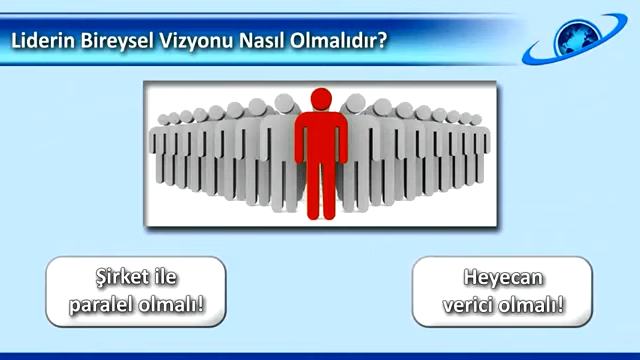 Liderin Bireysel Vizyonu Nasıl Olmalıdır?
Şirket ile
paralel olmalı!
Heyecan
verici olmalı!